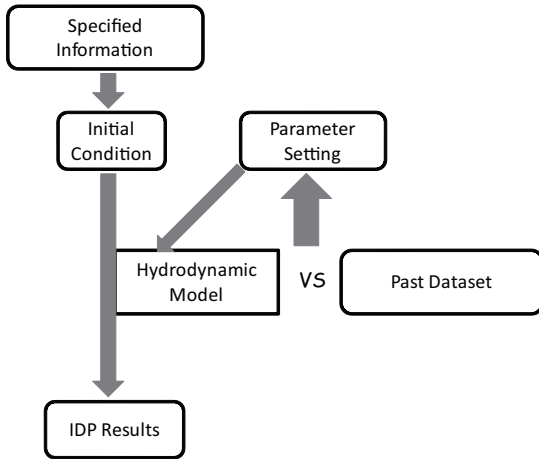 Specified
Information
Initial
Condition
Parameter
Setting
Hydrodynamic
Model
VS
Past Dataset
IDP Results